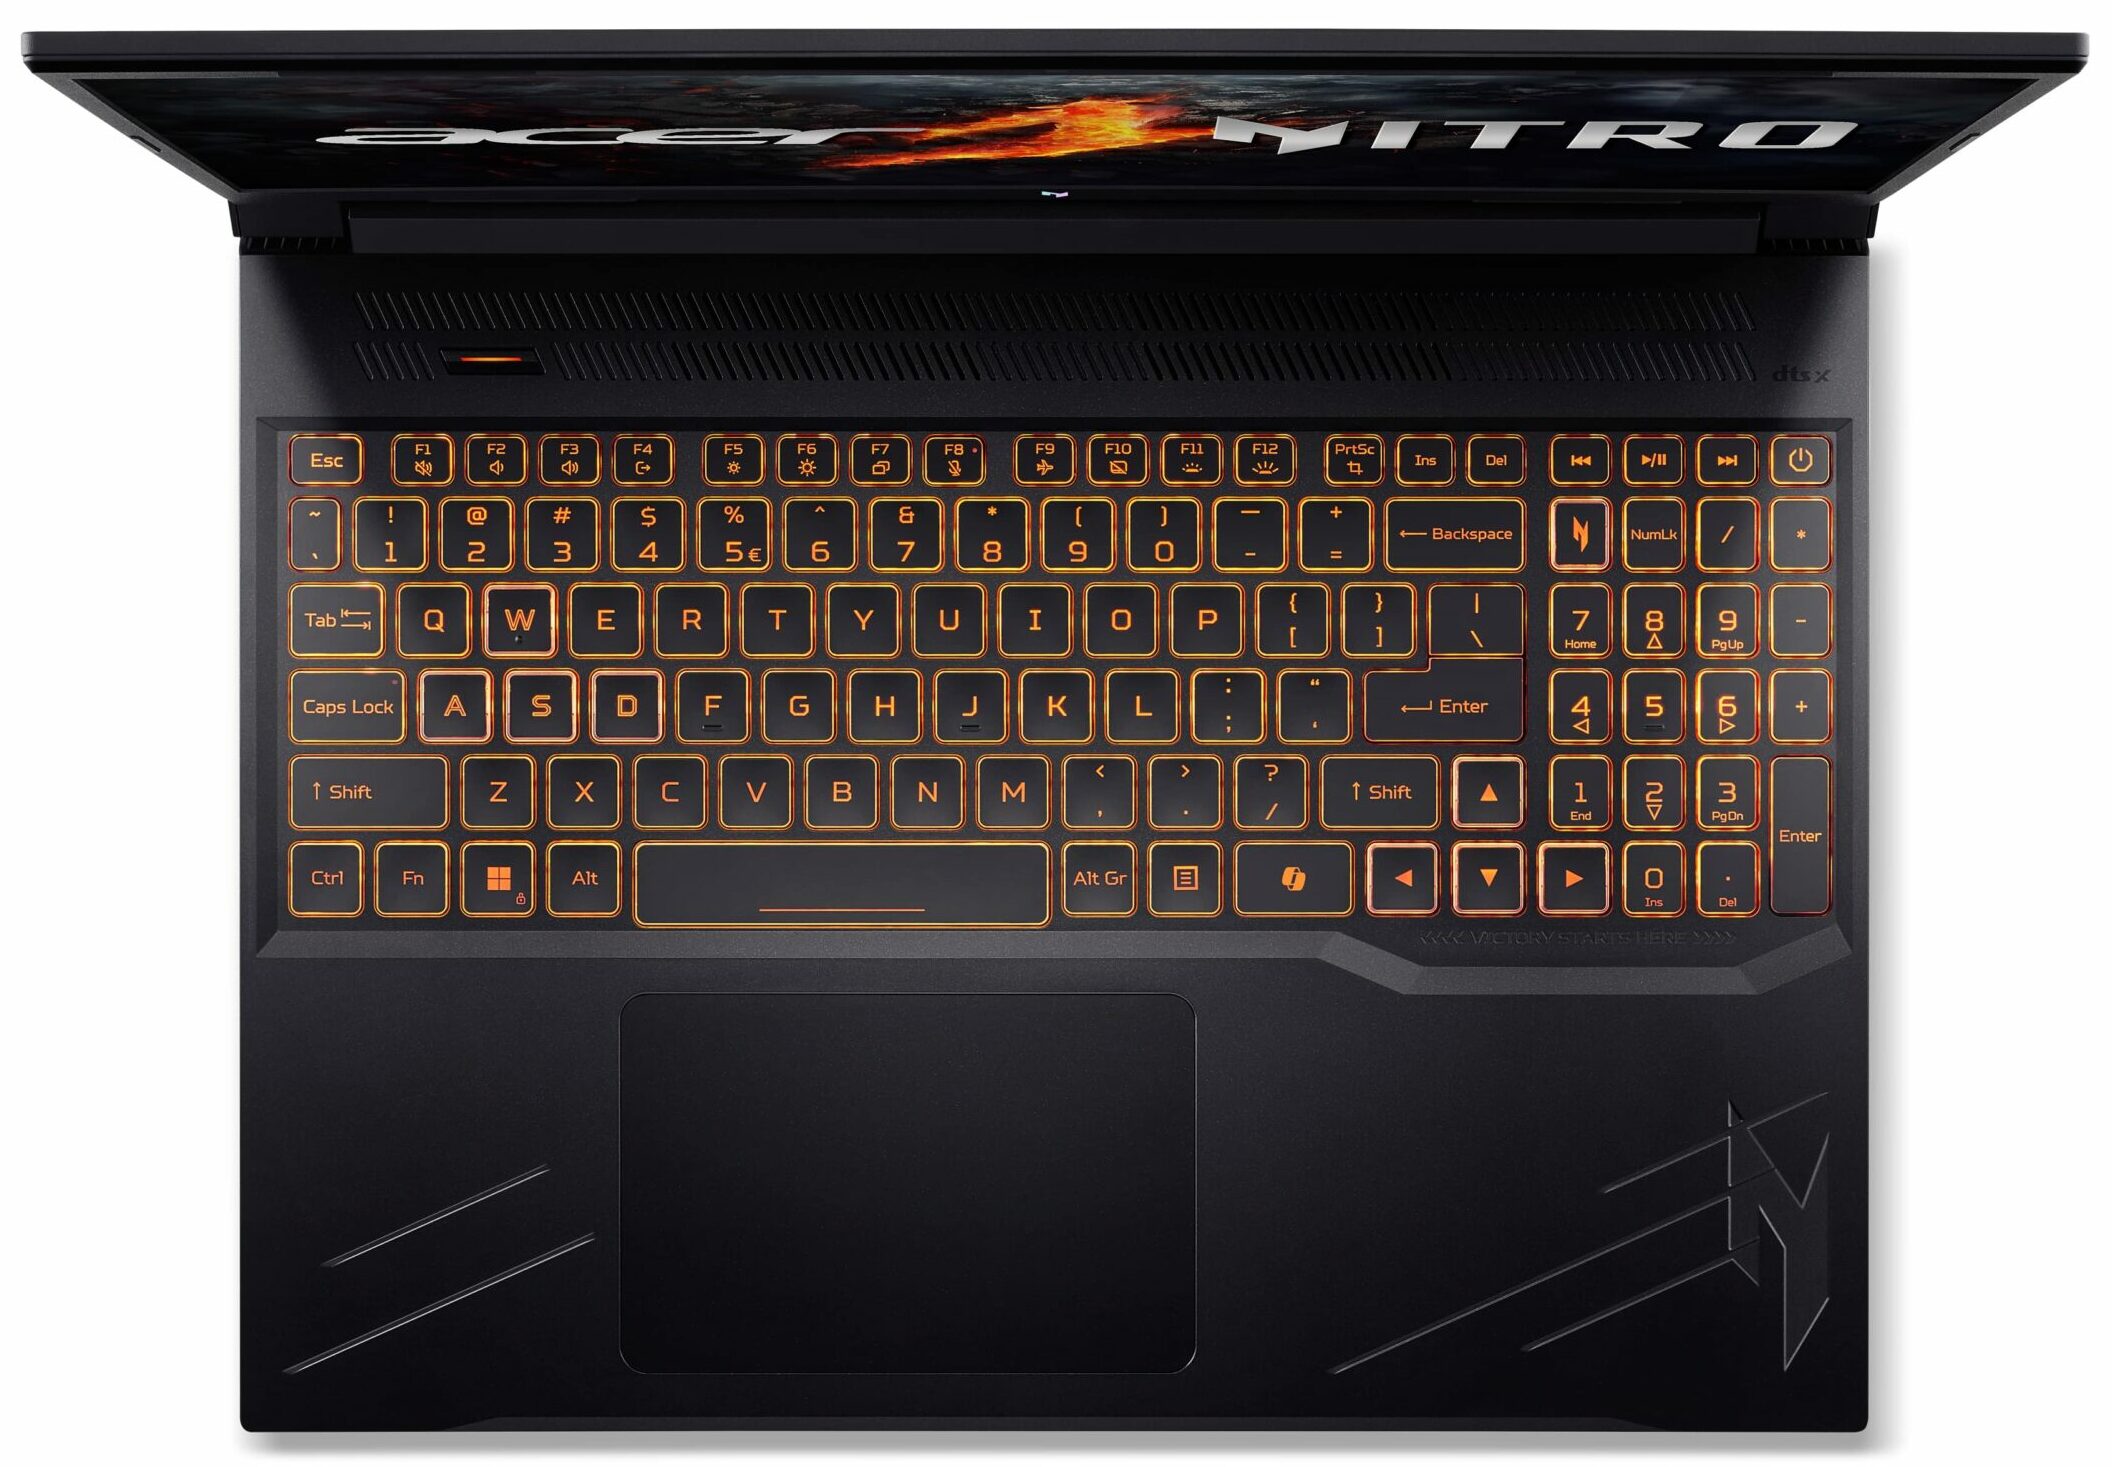 acer NITRO
dts x
Esc F1 F2 F3 F4 F5 F6 F7 F8 F9 F10 F11 F12 PrtSc Ins Del
~ ! @ # $ % ^ & * ( ) — +
` 1 2 3 4 5 € 6 7 8 9 0 - = Backspace NumLk / *
Tab Q W E R T Y U I O P { [ } ] | \ 7 Home 8 9 PgUp -
Caps Lock A S D F G H J K L : ; “ ‘ Enter 4 5 6 +
Shift Z X C V B N M < , > . ? / Shift 1 End 2 3 PgDn Enter
Ctrl Fn Alt Alt Gr 0 Ins . Del
VICTORY STARTS HERE